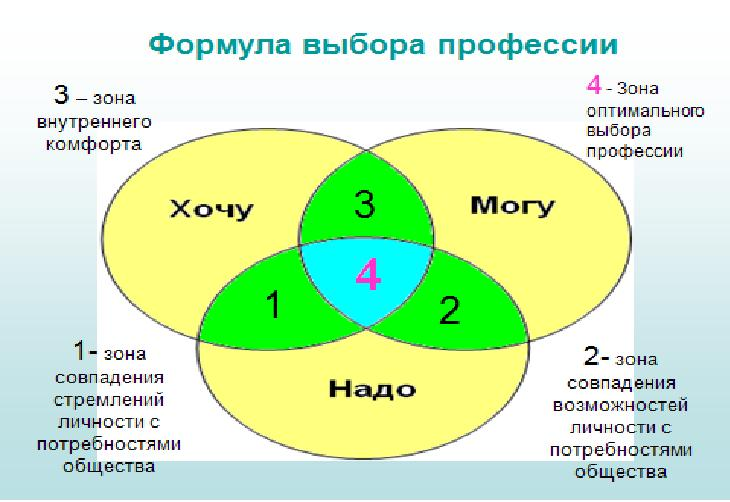 Формула выбора профессии
3 – зона
внутреннего
комфорта
4 - Зона
оптимального
выбора
профессии
Хочу
3
Могу
4
1
2
Надо
1- зона
совпадения
стремлений
личности с
потребностями
общества
2- зона
совпадения
возможностей
личности с
потребностями
общества